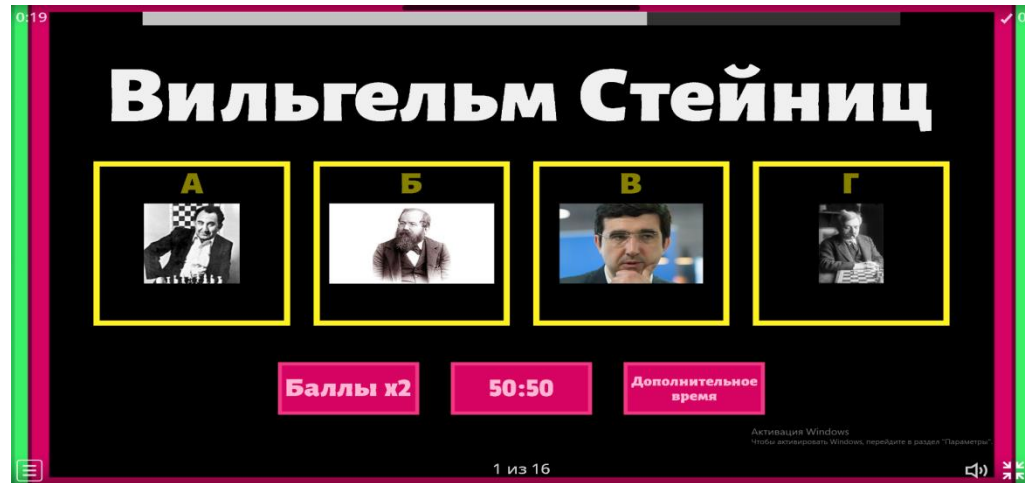 0:19
Вильгельм Стейниц
А
Б
В
Г
Баллы x2
50:50
Дополнительное
время
Активация Windows
Чтобы активировать Windows, перейдите в раздел "Параметры".
1 из 16